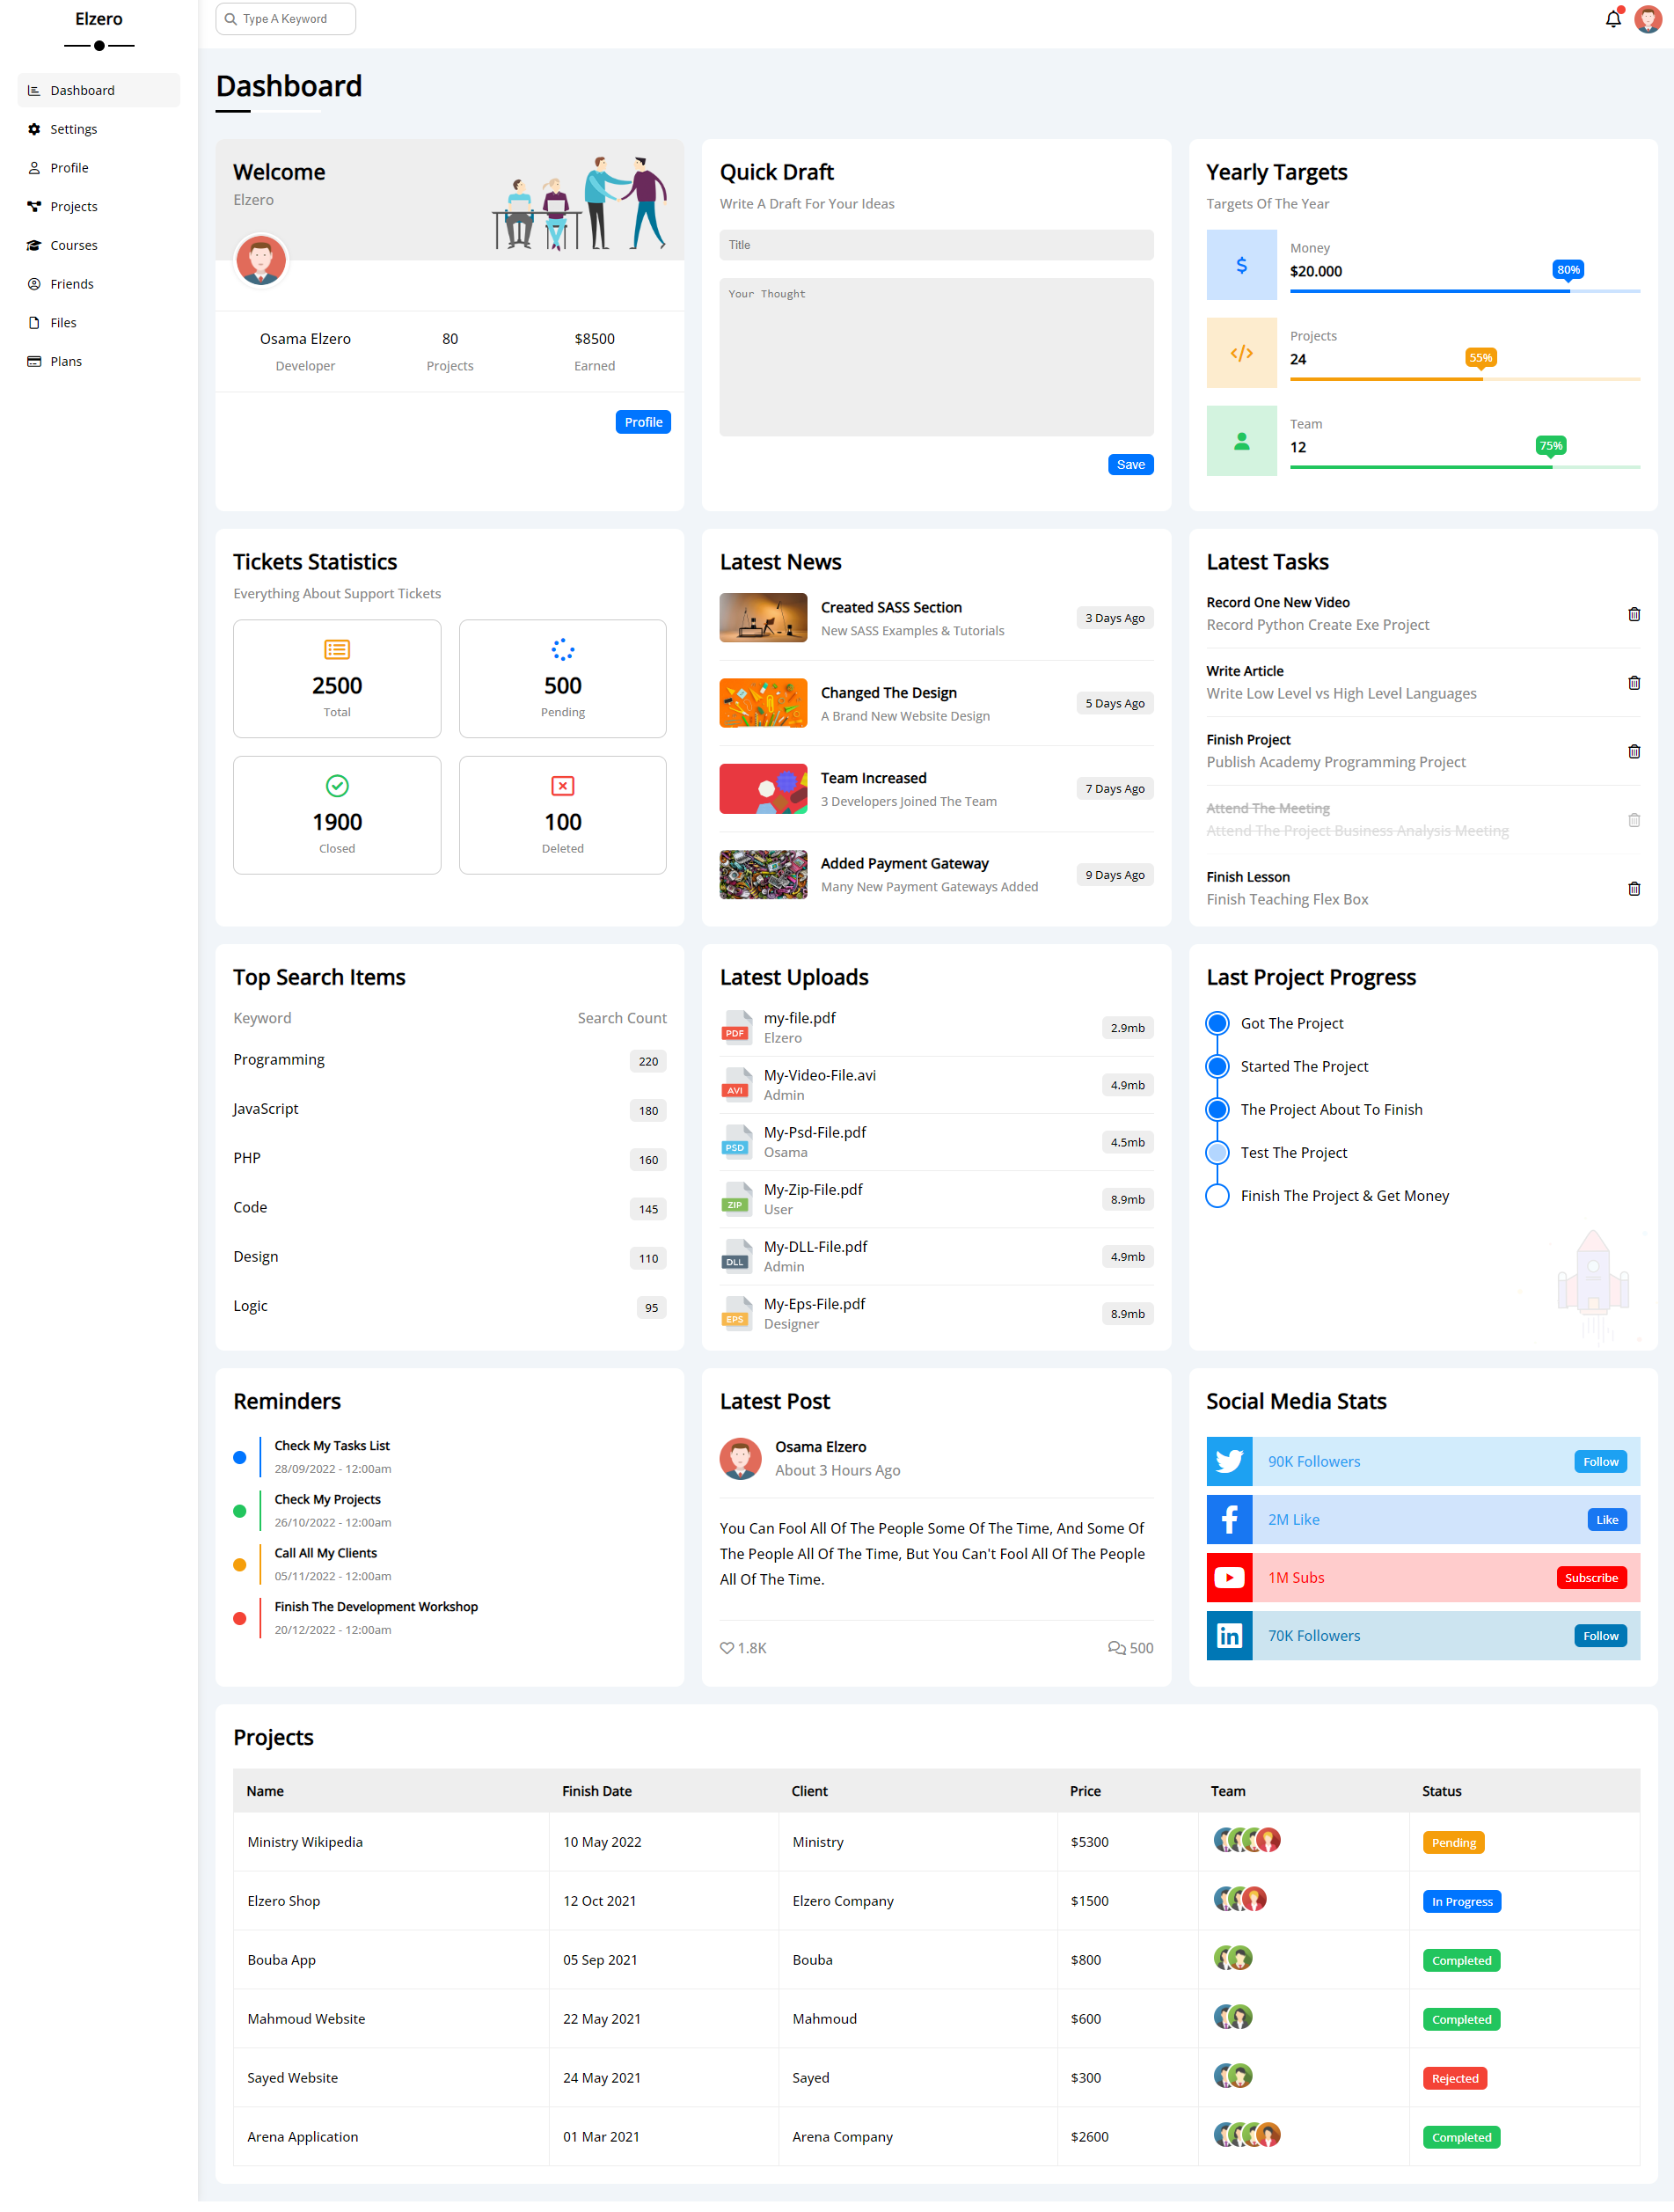 Elzero
Type A Keyword
Dashboard
Settings
Profile
Projects
Courses
Friends
Files
Plans
Dashboard
Welcome
Elzero
Osama Elzero
Developer
80
Projects
$8500
Earned
Profile
Quick Draft
Write A Draft For Your Ideas
Title
Your Thought
Save
Yearly Targets
Targets Of The Year
Money
$20.000
80%
Projects
24
55%
Team
12
75%
Tickets Statistics
Everything About Support Tickets
2500
Total
500
Pending
1900
Closed
100
Deleted
Latest News
Created SASS Section
New SASS Examples & Tutorials
3 Days Ago
Changed The Design
A Brand New Website Design
5 Days Ago
Team Increased
3 Developers Joined The Team
7 Days Ago
Added Payment Gateway
Many New Payment Gateways Added
9 Days Ago
Latest Tasks
Record One New Video
Record Python Create Exe Project
Write Article
Write Low Level vs High Level Languages
Finish Project
Publish Academy Programming Project
Attend The Meeting
Attend The Project Business Analysis Meeting
Finish Lesson
Finish Teaching Flex Box
Top Search Items
Keyword Search Count
Programming 220
JavaScript 180
PHP 160
Code 145
Design 110
Logic 95
Latest Uploads
PDF
my-file.pdf
Elzero
2.9mb
AVI
My-Video-File.avi
Admin
4.9mb
PSD
My-Psd-File.pdf
Osama
4.5mb
ZIP
My-Zip-File.pdf
User
8.9mb
DLL
My-DLL-File.pdf
Admin
4.9mb
EPS
My-Eps-File.pdf
Designer
8.9mb
Last Project Progress
Got The Project
Started The Project
The Project About To Finish
Test The Project
Finish The Project & Get Money
Reminders
Check My Tasks List
28/09/2022 - 12:00am
Check My Projects
26/10/2022 - 12:00am
Call All My Clients
05/11/2022 - 12:00am
Finish The Development Workshop
20/12/2022 - 12:00am
Latest Post
Osama Elzero
About 3 Hours Ago
You Can Fool All Of The People Some Of The Time, And Some Of
The People All Of The Time, But You Can't Fool All Of The People
All Of The Time.
1.8K 500
Social Media Stats
90K Followers Follow
2M Like Like
1M Subs Subscribe
in
70K Followers Follow
Projects
Name Finish Date Client Price Team Status
Ministry Wikipedia 10 May 2022 Ministry $5300 Pending
Elzero Shop 12 Oct 2021 Elzero Company $1500 In Progress
Bouba App 05 Sep 2021 Bouba $800 Completed
Mahmoud Website 22 May 2021 Mahmoud $600 Completed
Sayed Website 24 May 2021 Sayed $300 Rejected
Arena Application 01 Mar 2021 Arena Company $2600 Completed